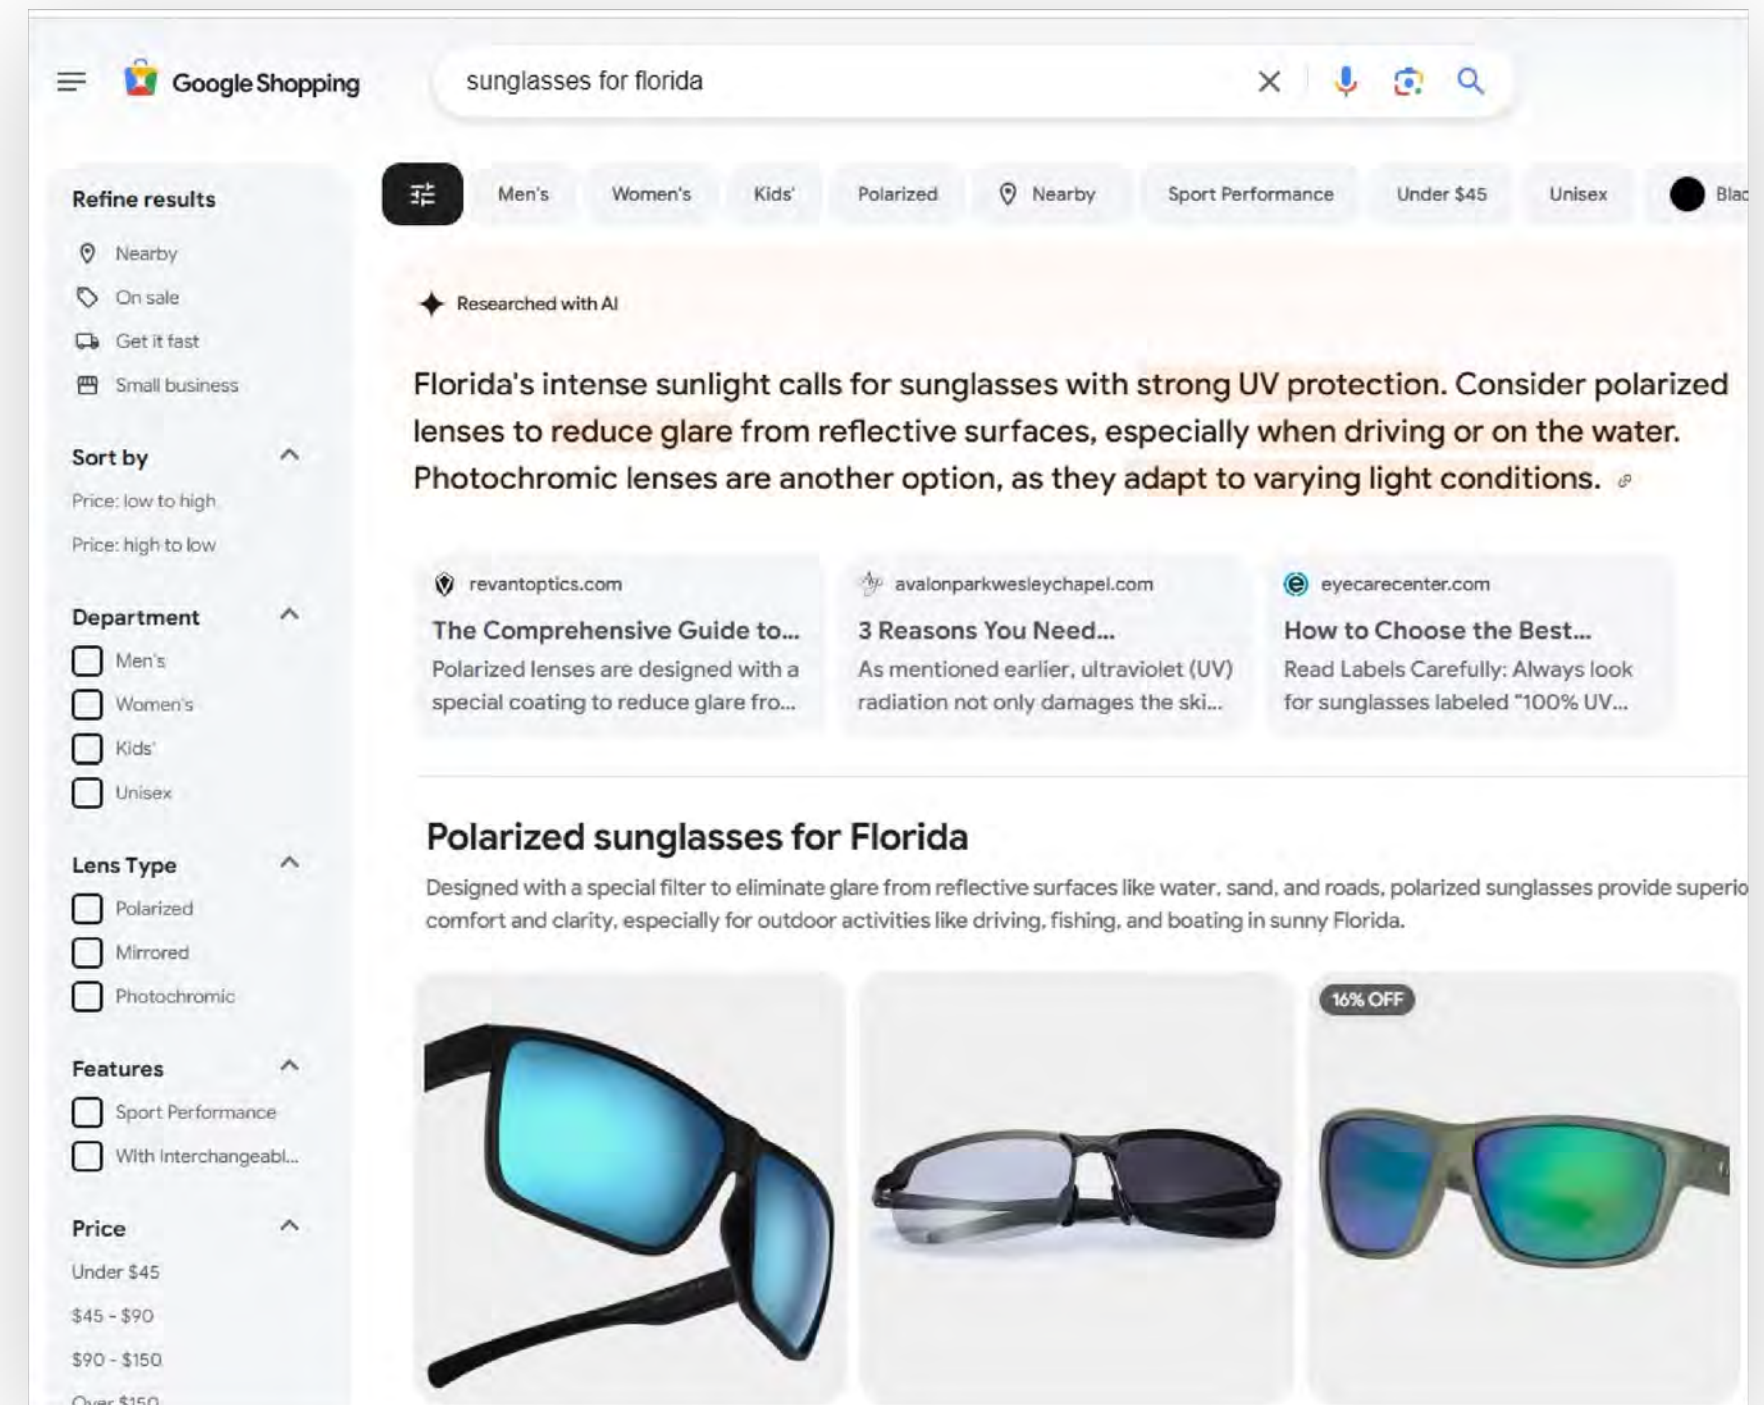 Google Shopping
sunglasses for florida
Men's
Women's
Kids'
Polarized
Nearby
Sport Performance
Under $45
Unisex
Refine results
Nearby
On sale
Get it fast
Small business
Sort by
Price: low to high
Price: high to low
Department
Men's
Women's
Kids'
Unisex
Lens Type
Polarized
Mirrored
Photochromic
Features
Sport Performance
With Interchangeabl...
Price
Under $45
$45 - $90
$90 - $150
Over $150
Researched with AI
Florida's intense sunlight calls for sunglasses with strong UV protection. Consider polarized
lenses to reduce glare from reflective surfaces, especially when driving or on the water.
Photochromic lenses are another option, as they adapt to varying light conditions.
revantoptics.com
The Comprehensive Guide to...
Polarized lenses are designed with a
special coating to reduce glare fro...
avalonparkwesleychapel.com
3 Reasons You Need...
As mentioned earlier, ultraviolet (UV)
radiation not only damages the ski...
eyecarecenter.com
How to Choose the Best...
Read Labels Carefully: Always look
for sunglasses labeled "100% UV...
Polarized sunglasses for Florida
Designed with a special filter to eliminate glare from reflective surfaces like water, sand, and roads, polarized sunglasses provide superio
comfort and clarity, especially for outdoor activities like driving, fishing, and boating in sunny Florida.
16% OFF